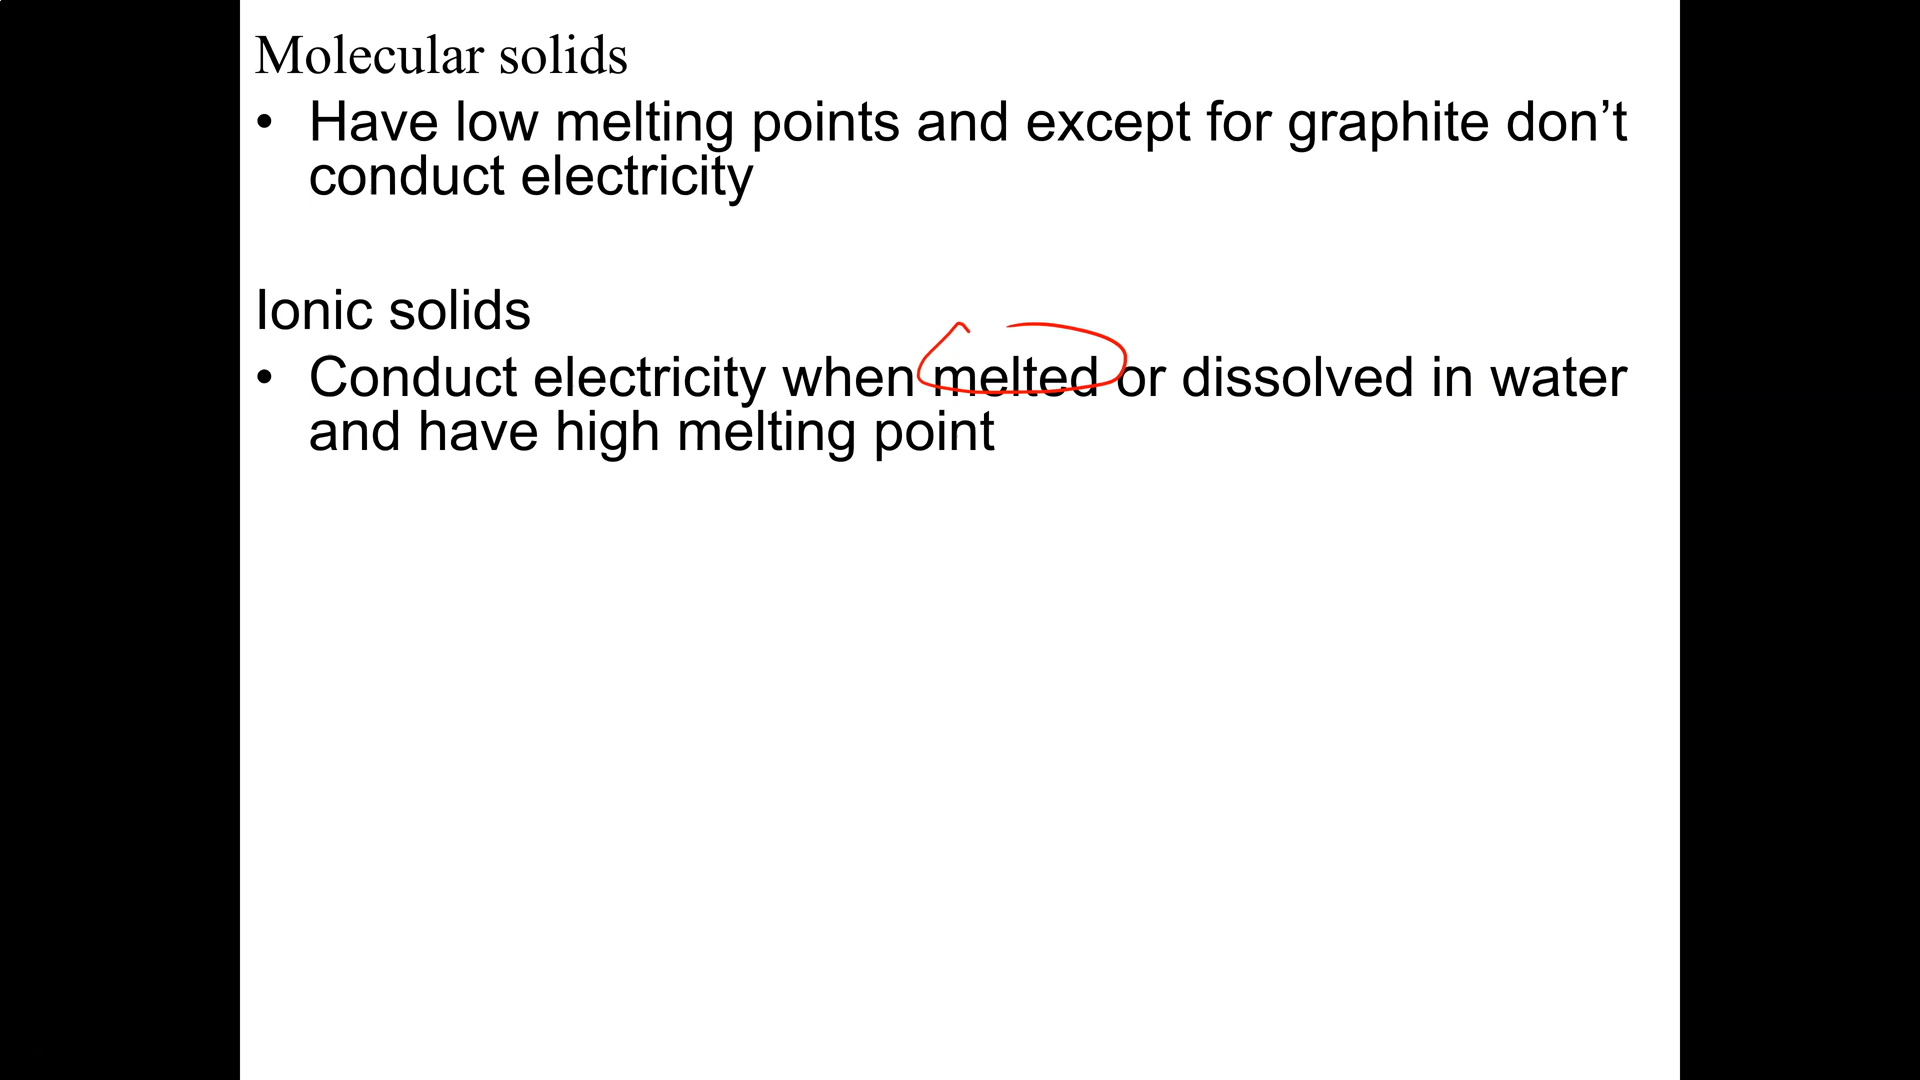 Molecular solids
• Have low melting points and except for graphite don’t
conduct electricity
Ionic solids
• Conduct electricity when melted or dissolved in water
and have high melting point